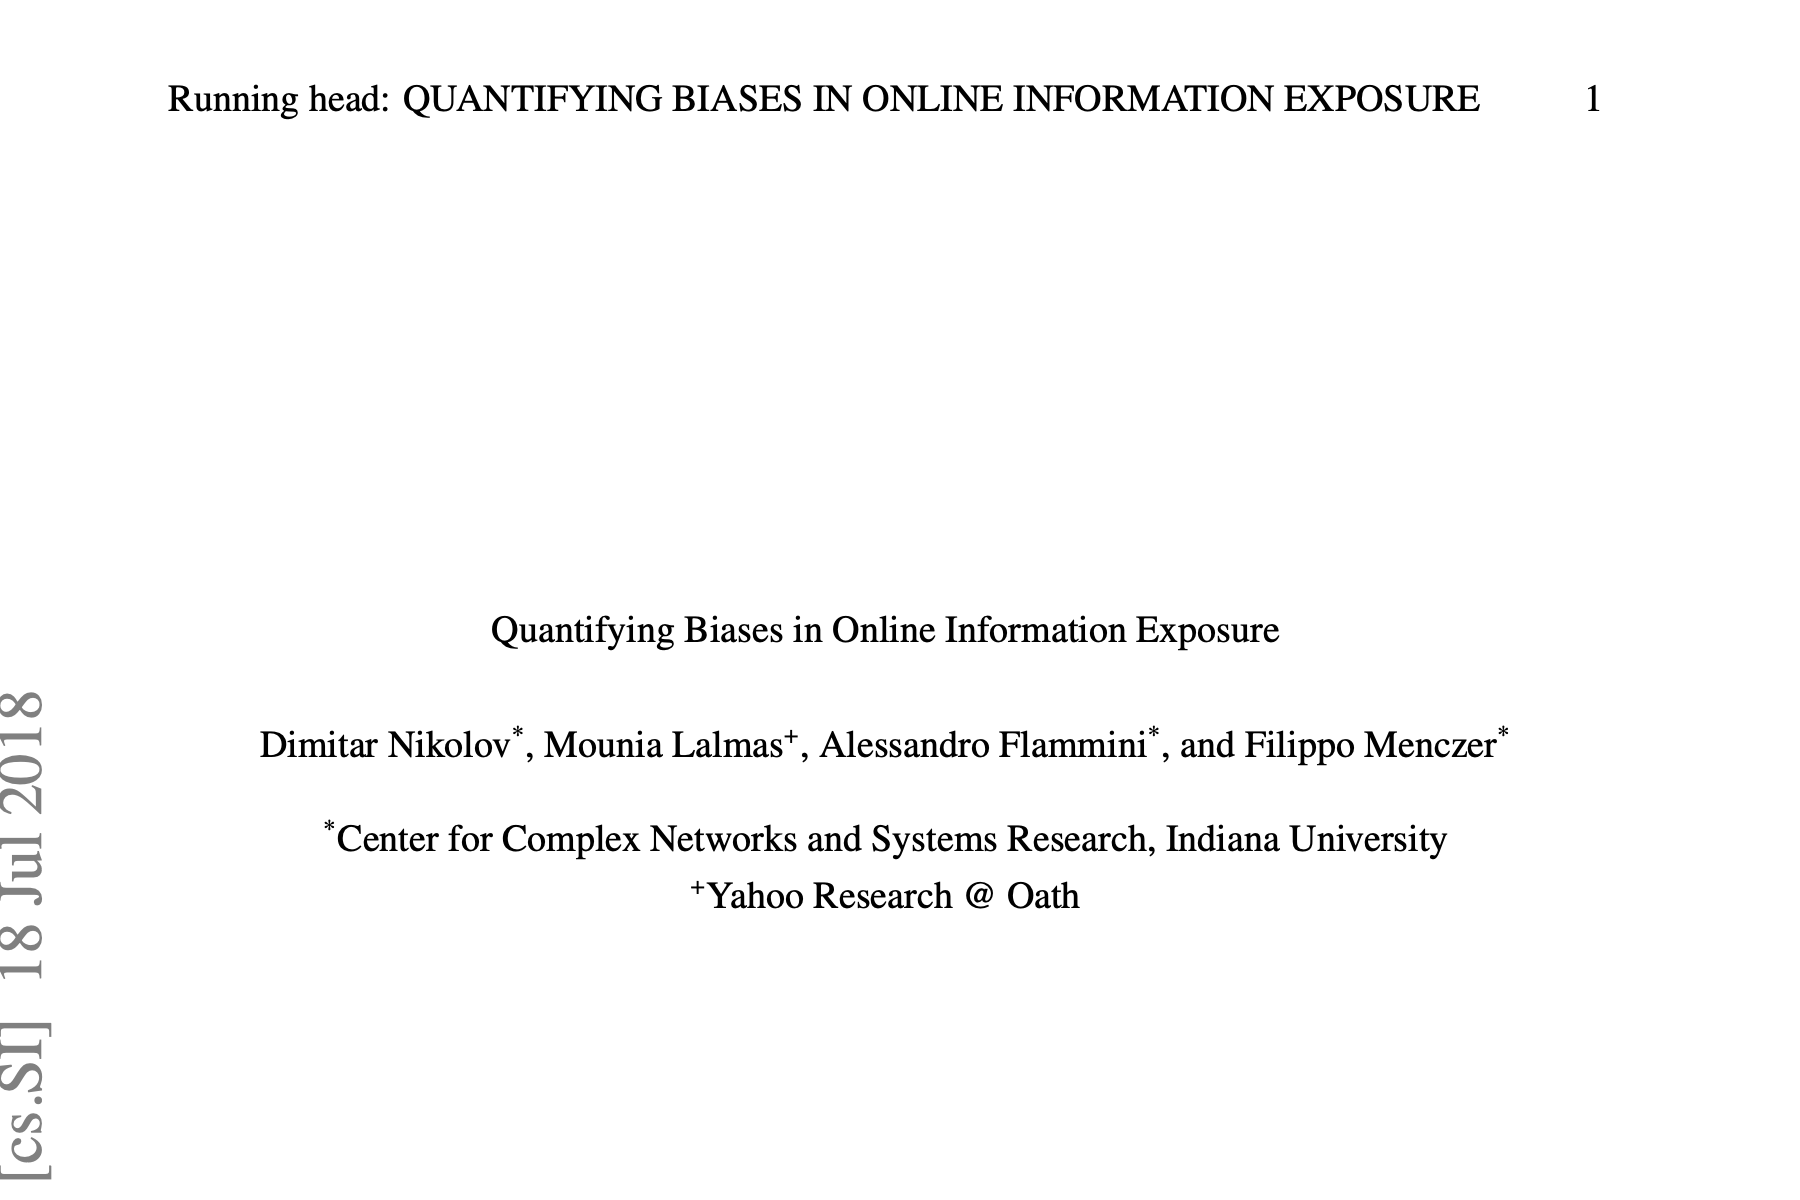 Running head: QUANTIFYING BIASES IN ONLINE INFORMATION EXPOSURE 1
Quantifying Biases in Online Information Exposure
Dimitar Nikolov*, Mounia Lalmas+, Alessandro Flammini*, and Filippo Menczer*
*Center for Complex Networks and Systems Research, Indiana University
+Yahoo Research @ Oath
[cs.SI] 18 Jul 2018